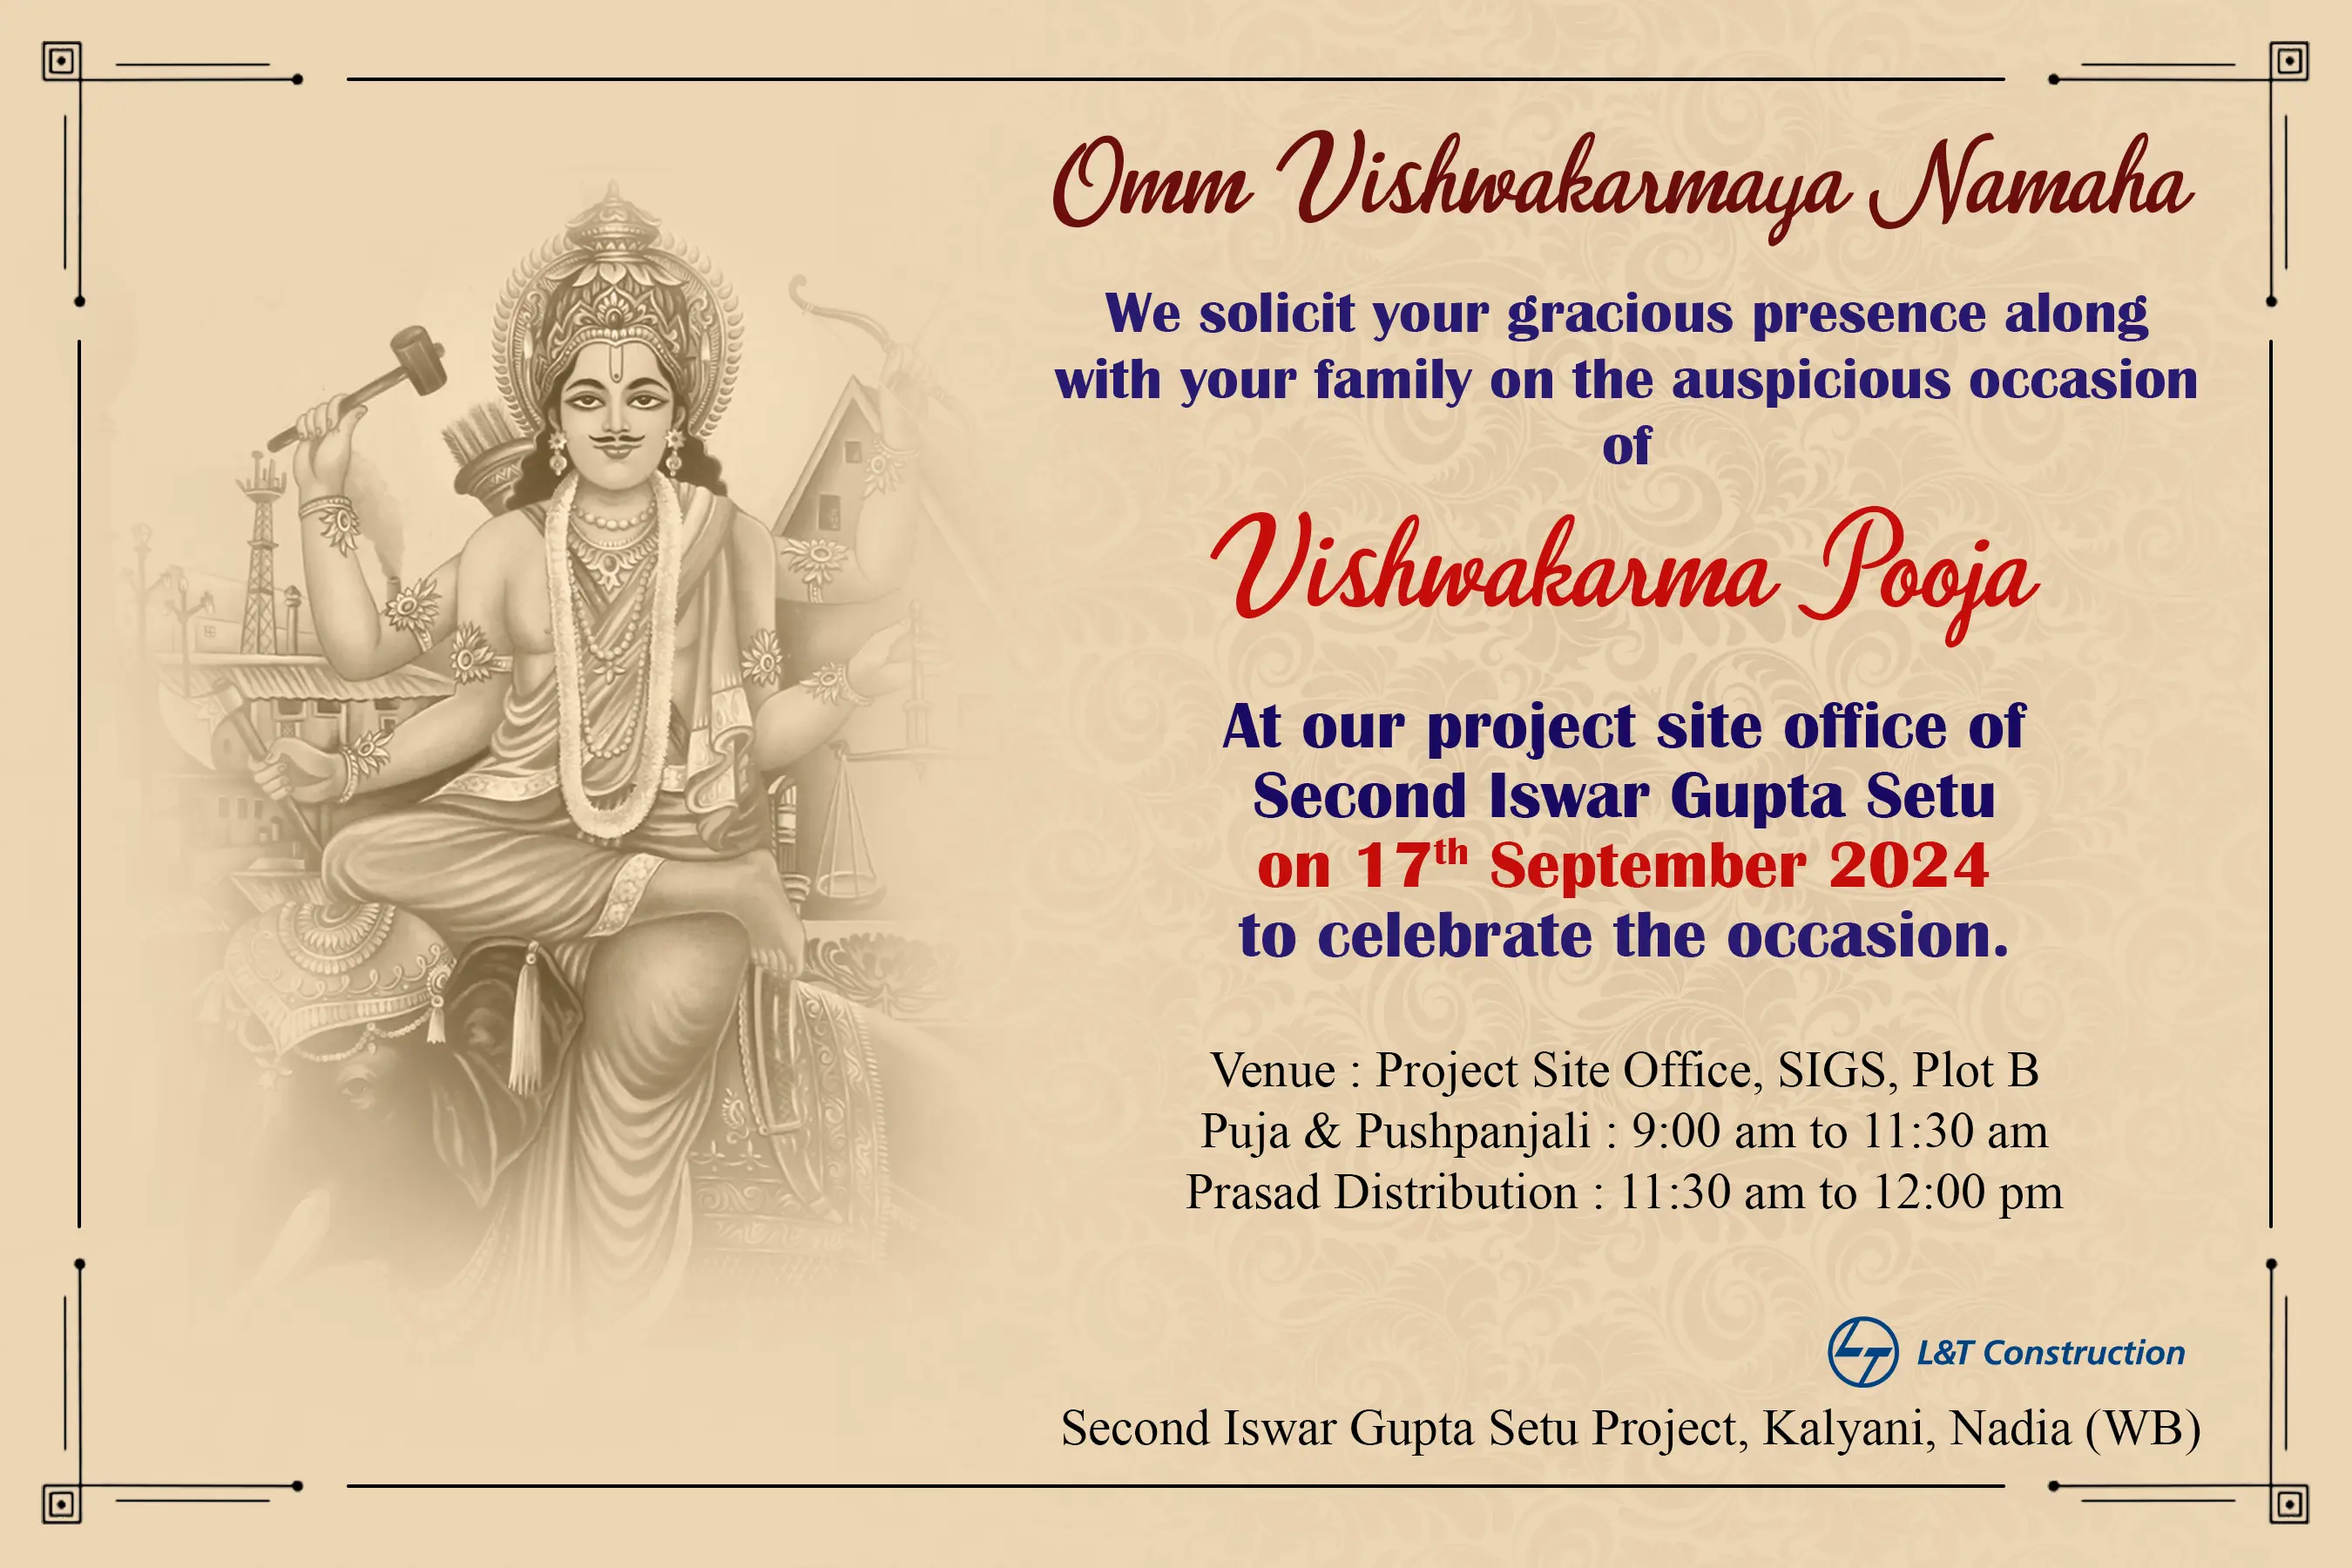 Omm Vishwakarmaya Namaha
We solicit your gracious presence along
with your family on the auspicious occasion
of
Vishwakarma Pooja
At our project site office of
Second Iswar Gupta Setu
on 17th September 2024
to celebrate the occasion.
Venue : Project Site Office, SIGS, Plot B
Puja & Pushpanjali : 9:00 am to 11:30 am
Prasad Distribution : 11:30 am to 12:00 pm
LT L&T Construction
Second Iswar Gupta Setu Project, Kalyani, Nadia (WB)